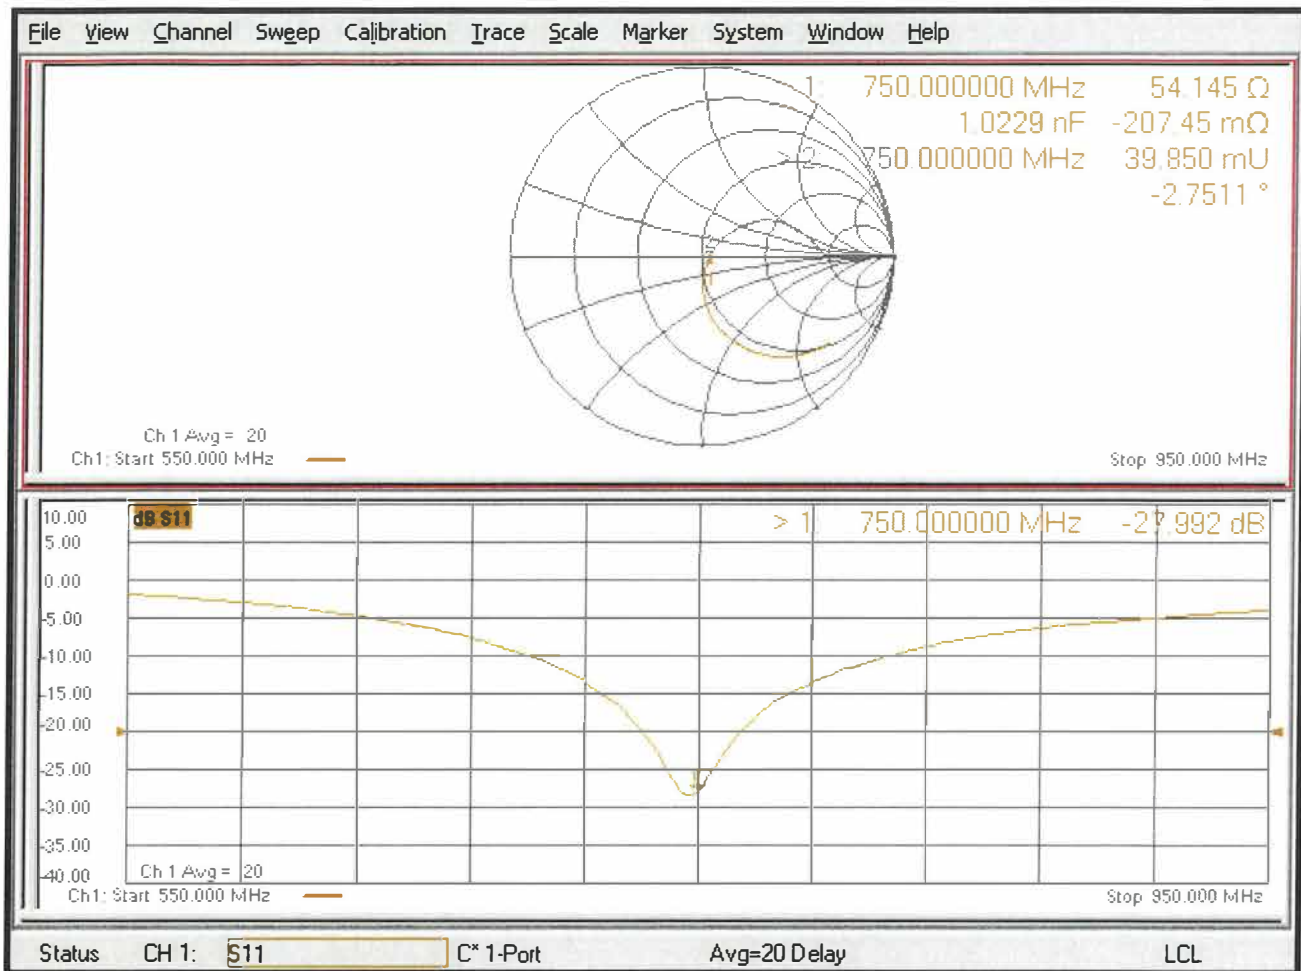 File View Channel Sweep Calibration Trace Scale Marker System Window Help
1: 750.000000 MHz 54.145 Ω
1.0229 nF -207.45 mΩ
> 2: 750.000000 MHz 39.850 mU
-2.7511 °
Ch 1 Avg = 20
Ch1: Start 550.000 MHz
Stop 950.000 MHz
dB S11
> 1: 750.000000 MHz -27.992 dB
10.00
5.00
0.00
-5.00
-10.00
-15.00
-20.00
-25.00
-30.00
-35.00
-40.00
Ch 1 Avg = 20
Ch1: Start 550.000 MHz
Stop 950.000 MHz
Status CH 1: S11 C* 1-Port Avg=20 Delay LCL